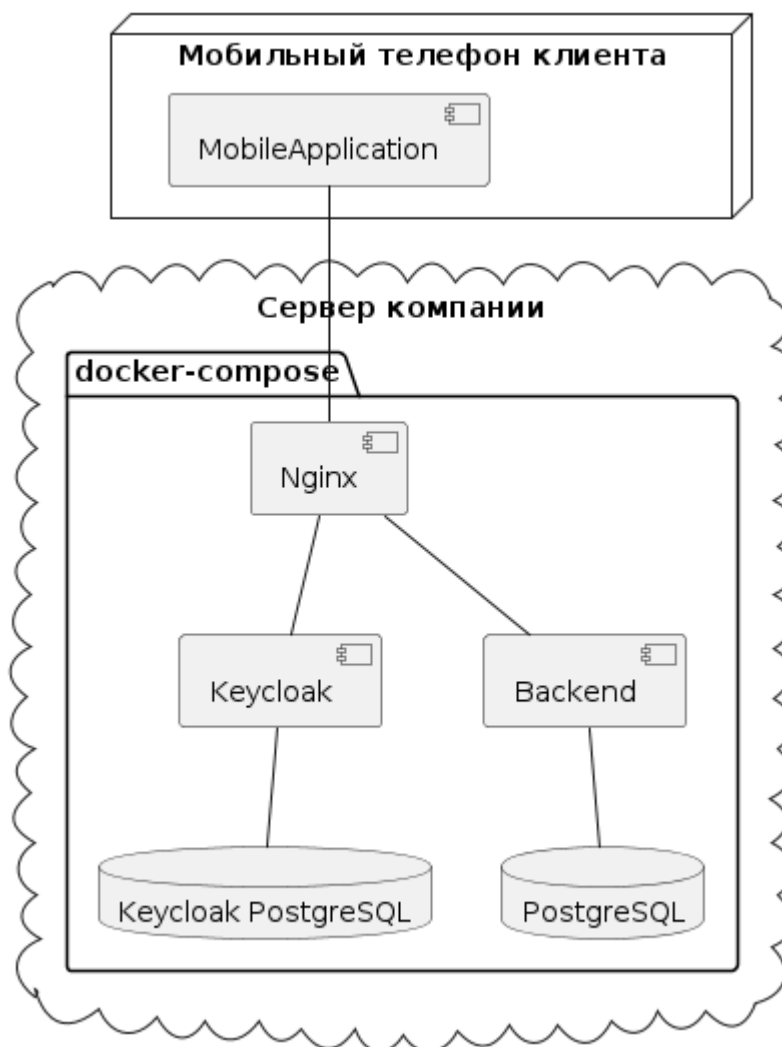 Мобильный телефон клиента
MobileApplication
Сервер компании
docker-compose
Nginx
Keycloak
Backend
Keycloak PostgreSQL
PostgreSQL